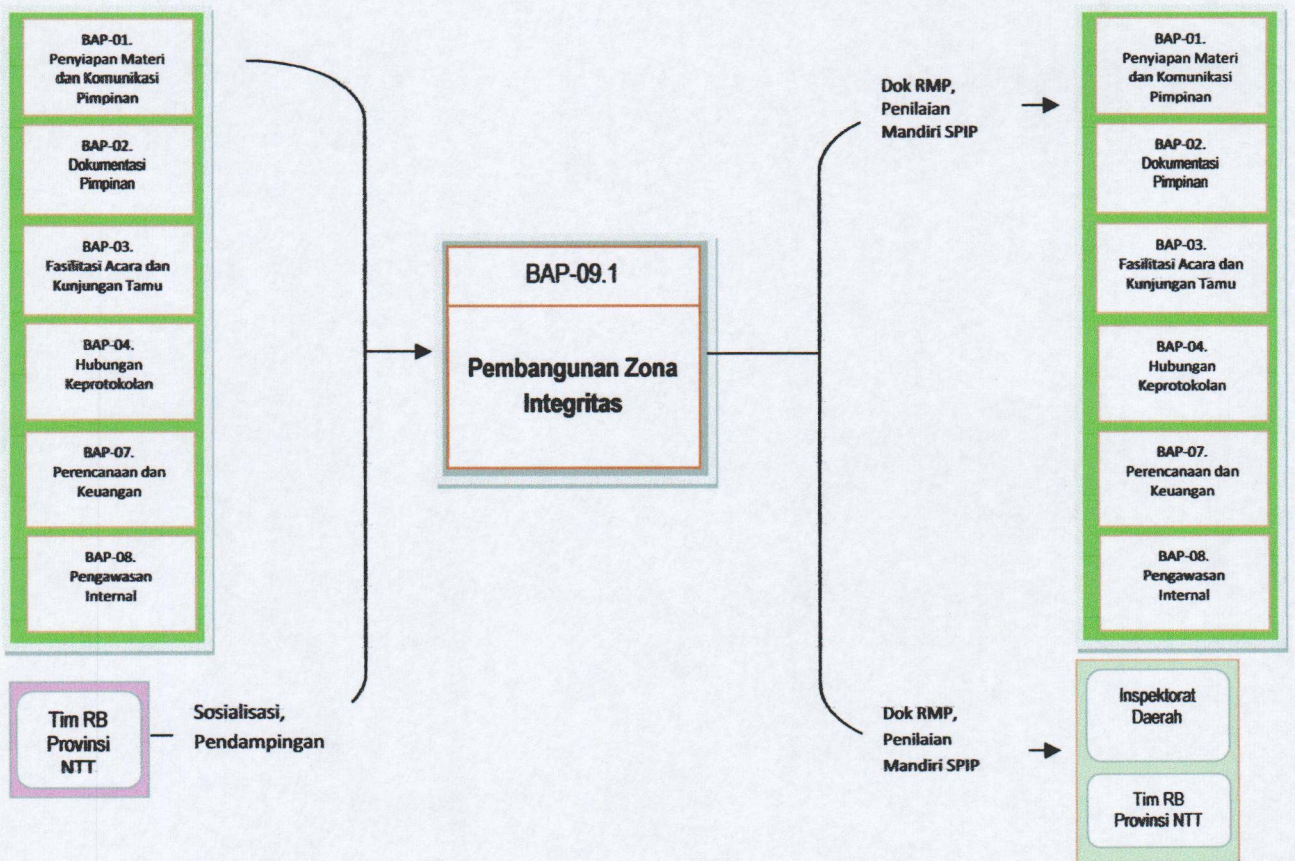 BAP-01.
Penyiapan Materi
dan Komunikasi
Pimpinan
BAP-02.
Dokumentasi
Pimpinan
BAP-03.
Fasilitasi Acara dan
Kunjungan Tamu
BAP-04.
Hubungan
Keprotokolan
BAP-07.
Perencanaan dan
Keuangan
BAP-08.
Pengawasan
Internal
Tim RB
Provinsi
NTT
Sosialisasi,
Pendampingan
BAP-09.1
Pembangunan Zona
Integritas
Dok RMP,
Penilaian
Mandiri SPIP
Dok RMP,
Penilaian
Mandiri SPIP
BAP-01.
Penyiapan Materi
dan Komunikasi
Pimpinan
BAP-02.
Dokumentasi
Pimpinan
BAP-03.
Fasilitasi Acara dan
Kunjungan Tamu
BAP-04.
Hubungan
Keprotokolan
BAP-07.
Perencanaan dan
Keuangan
BAP-08.
Pengawasan
Internal
Inspektorat
Daerah
Tim RB
Provinsi NTT